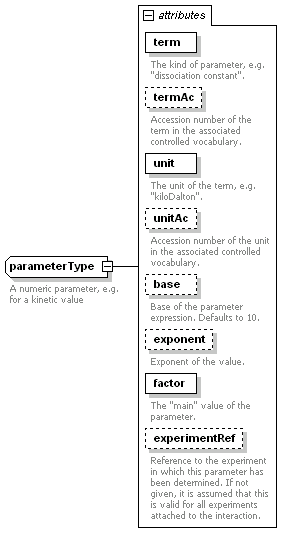 attributes
term
The kind of parameter, e.g.
"dissociation constant".
termAc
Accession number of the
term in the associated
controlled vocabulary.
unit
The unit of the term, e.g.
"kiloDalton".
unitAc
Accession number of the unit
in the associated controlled
vocabulary.
parameterType
A numeric parameter, e.g.
for a kinetic value
base
Base of the parameter
expression. Defaults to 10.
exponent
Exponent of the value.
factor
The "main" value of the
parameter.
experimentRef
Reference to the experiment
in which this parameter has
been determined. If not
given, it is assumed that this
is valid for all experiments
attached to the interaction.